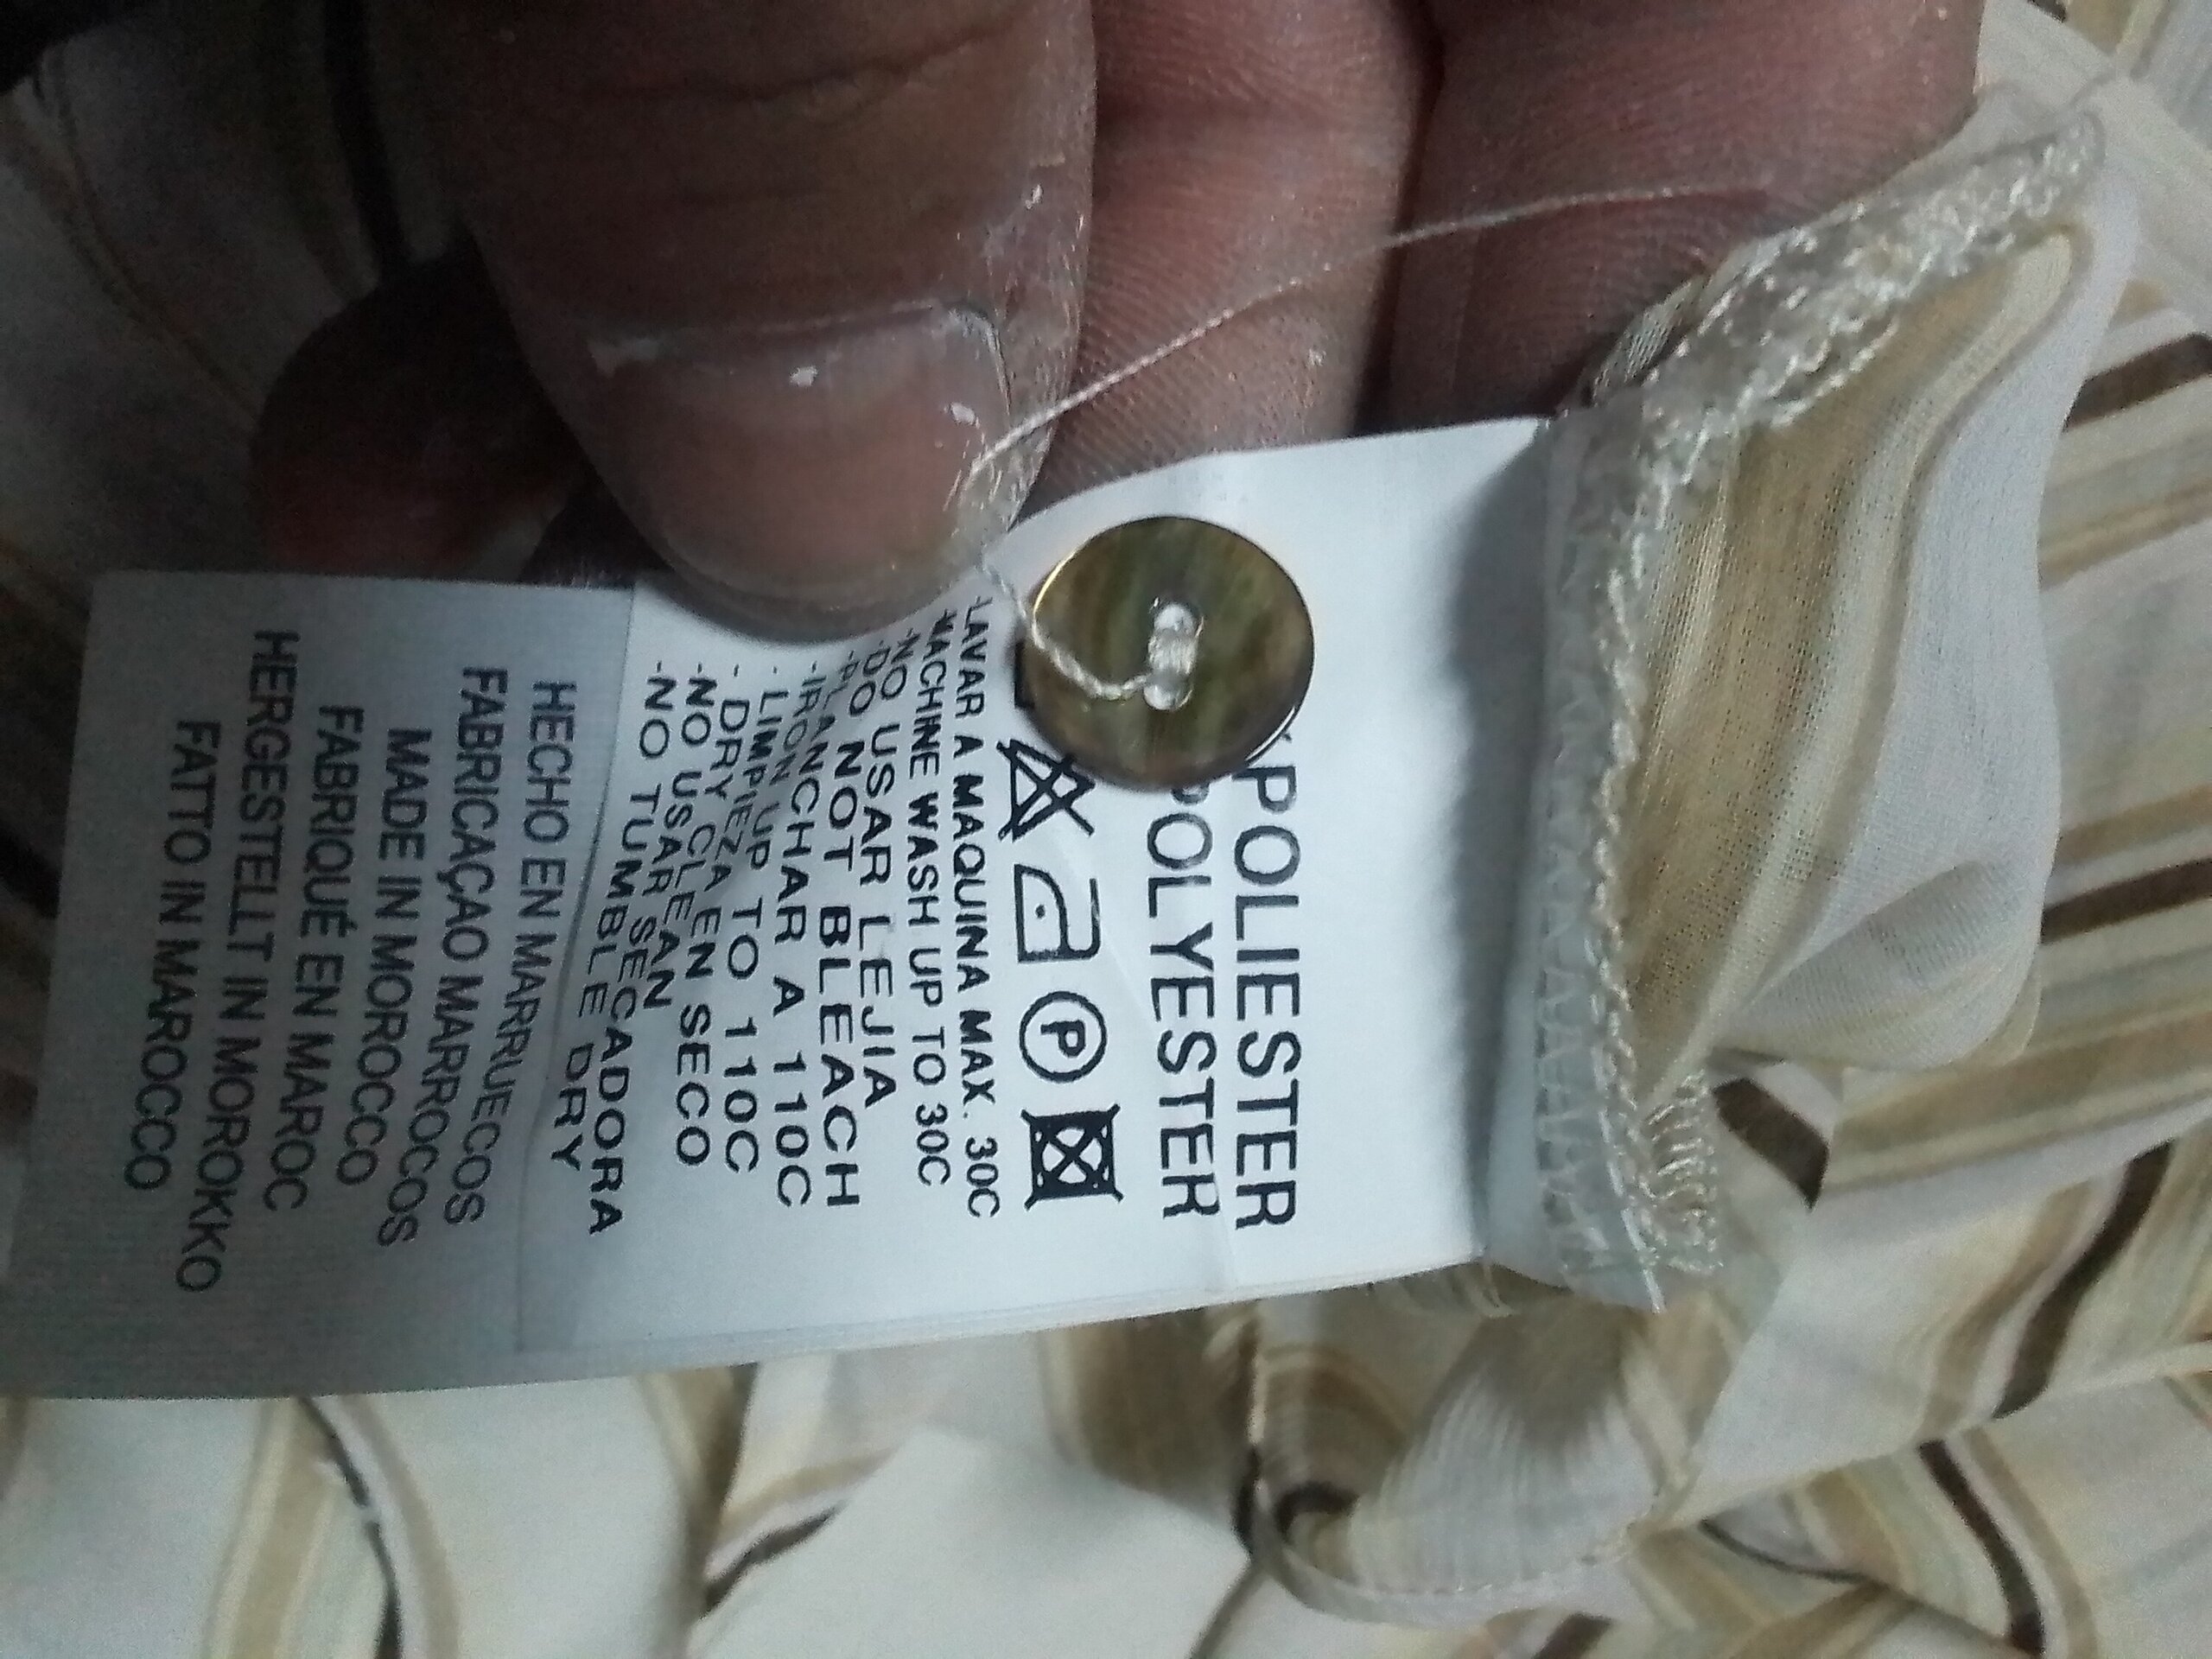 POLIESTER
POLYESTER
P
-LAVAR A MAQUINA MAX. 30C
-MACHINE WASH UP TO 30C
-NO USAR LEJIA
-DO NOT BLEACH
-PLANCHAR A 110C
-IRON UP TO 110C
- LIMPIEZA EN SECO
- DRY CLEAN
-NO USAR SECADORA
-NO TUMBLE DRY
HECHO EN MARRUECOS
FABRICAÇAO MARROCOS
MADE IN MOROCCO
FABRIQUÉ EN MAROC
HERGESTELLT IN MOROKKO
FATTO IN MAROCCO